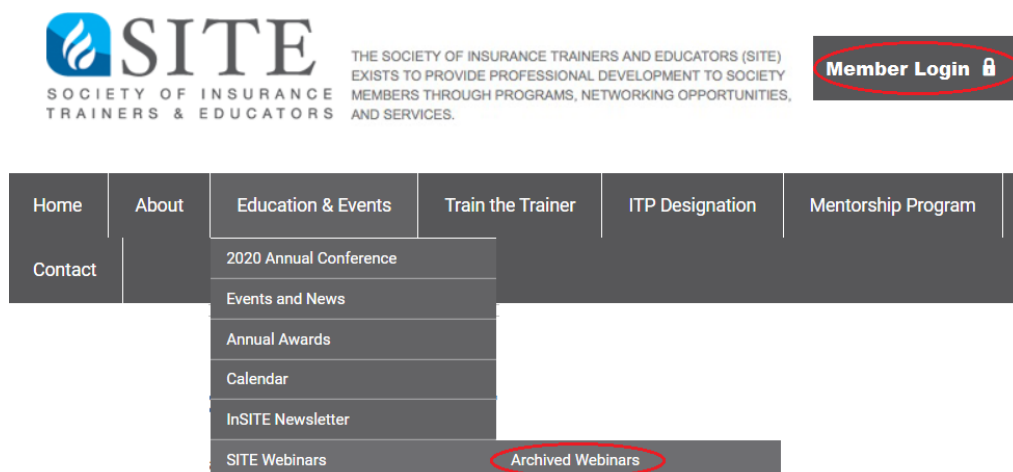 SITE
SOCIETY OF INSURANCE
TRAINERS & EDUCATORS
THE SOCIETY OF INSURANCE TRAINERS AND EDUCATORS (SITE)
EXISTS TO PROVIDE PROFESSIONAL DEVELOPMENT TO SOCIETY
MEMBERS THROUGH PROGRAMS, NETWORKING OPPORTUNITIES,
AND SERVICES.
Member Login
Home About Education & Events Train the Trainer ITP Designation Mentorship Program
Contact
2020 Annual Conference
Events and News
Annual Awards
Calendar
InSITE Newsletter
SITE Webinars Archived Webinars